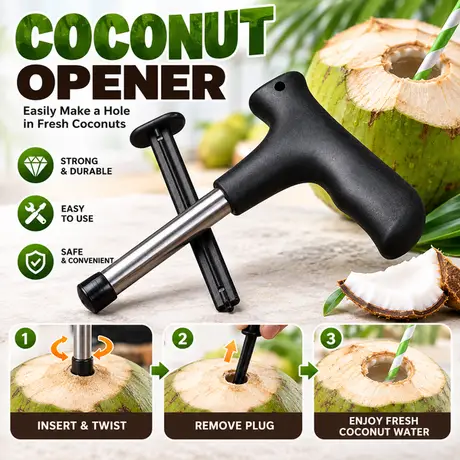 COCONUT
OPENER
Easily Make a Hole
in Fresh Coconuts
STRONG
& DURABLE
EASY
TO USE
SAFE
& CONVENIENT
1
2
3
INSERT & TWIST
REMOVE PLUG
ENJOY FRESH
COCONUT WATER